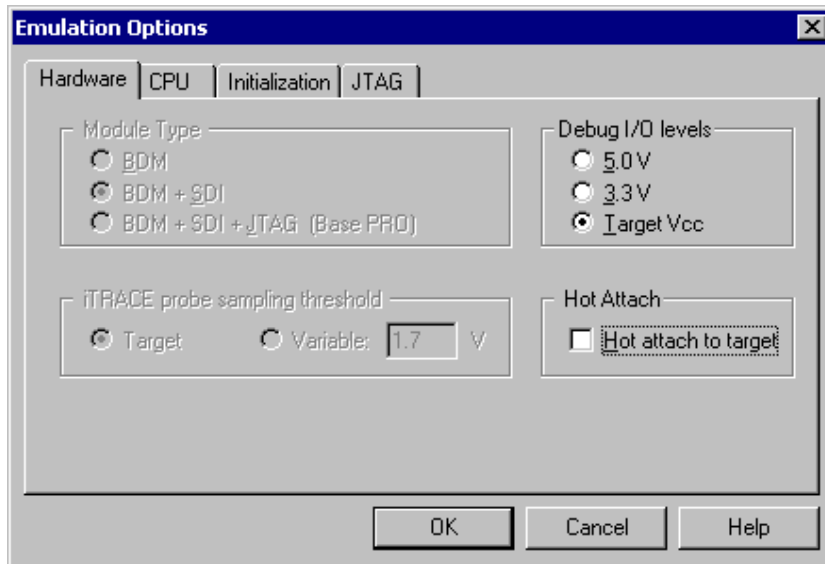 Emulation Options
Hardware CPU Initialization JTAG
Module Type
BDM
BDM + SDI
BDM + SDI + JTAG (Base PRO)
Debug I/O levels
5.0 V
3.3 V
Target Vcc
iTRACE probe sampling threshold
Target Variable: 1.7 V
Hot Attach
Hot attach to target
OK Cancel Help